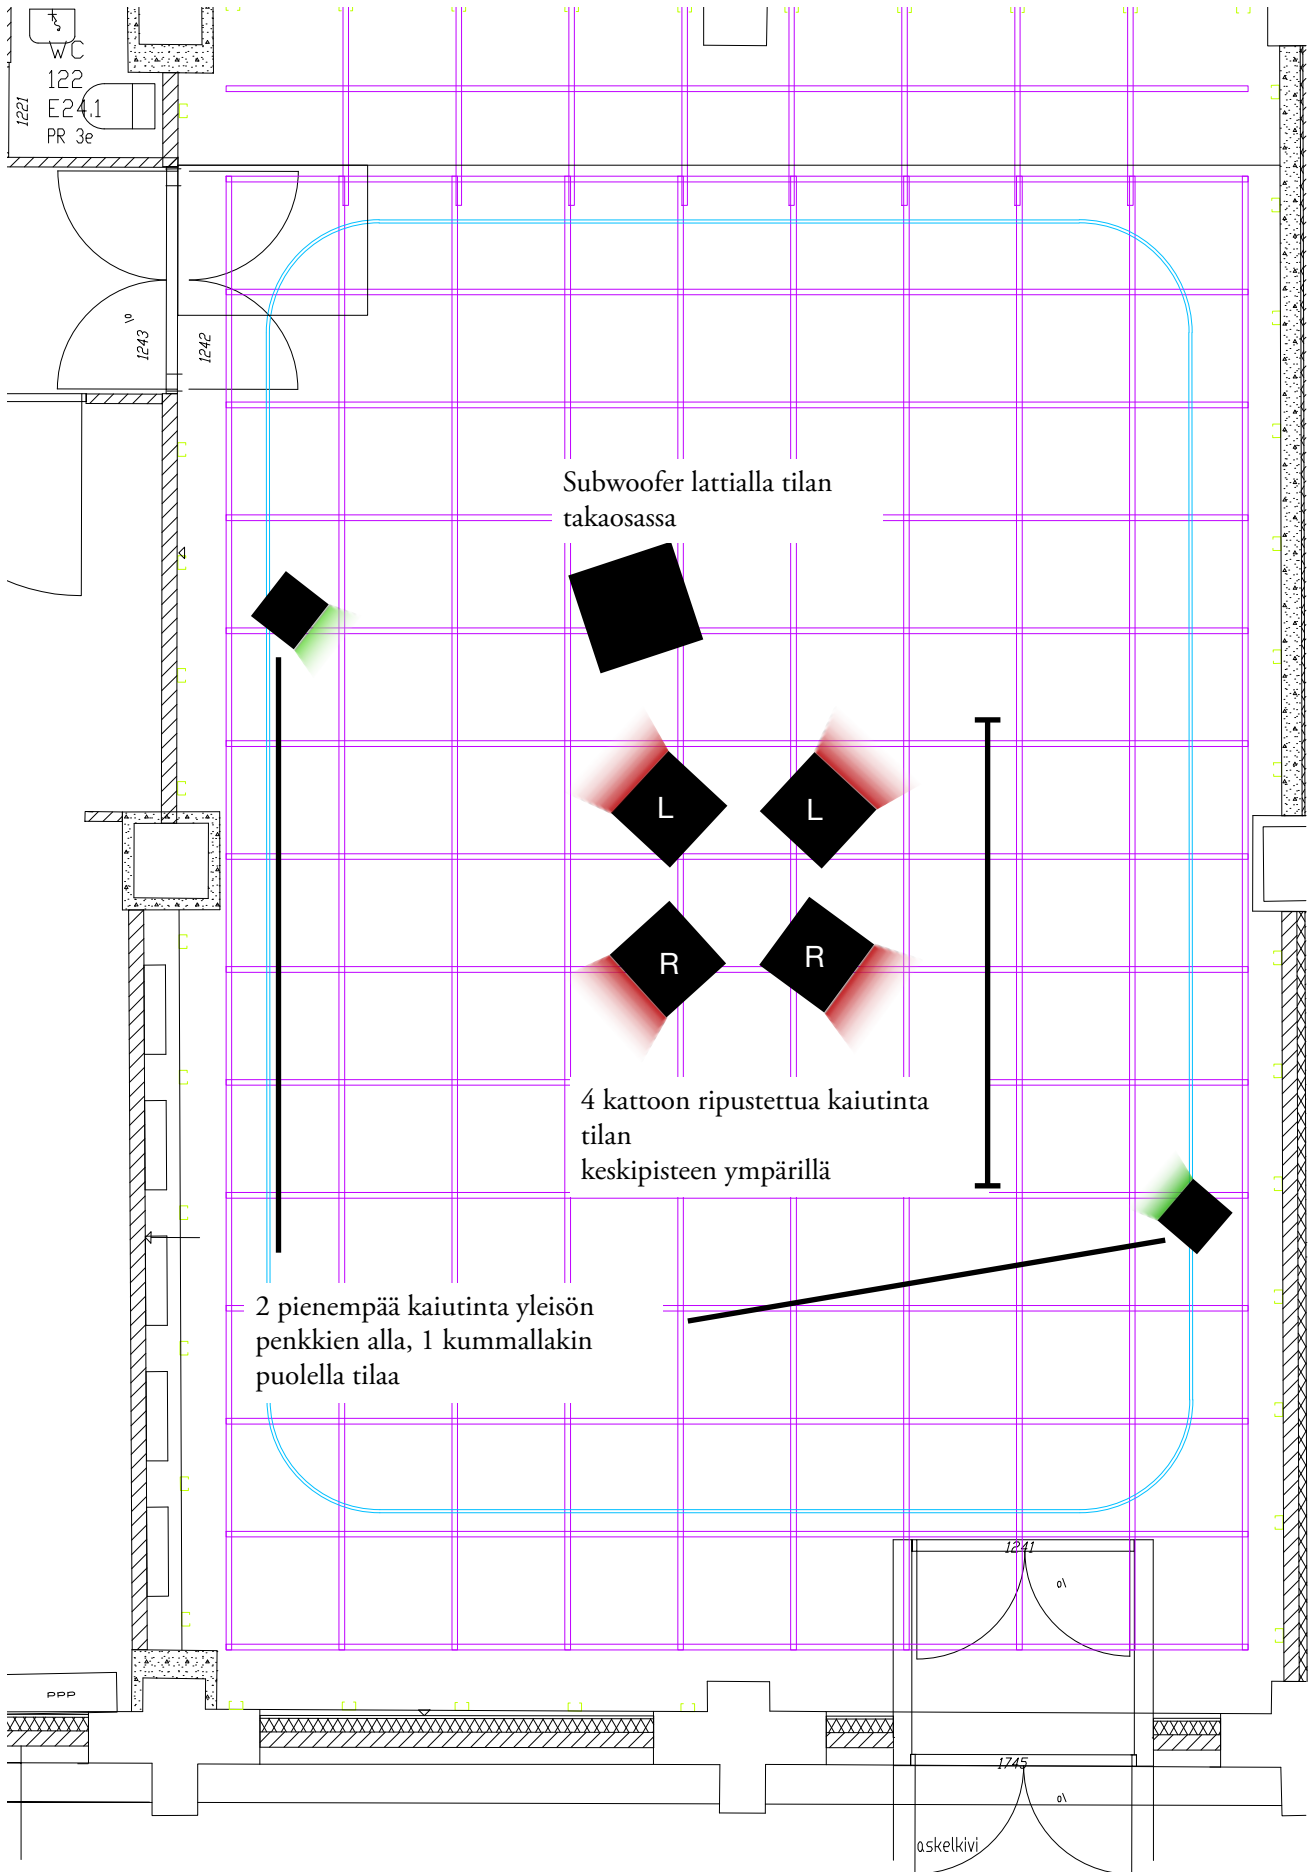 WC
122
E24.1
PR 3e
1221
1243
1242
Subwoofer lattialla tilan
takaosassa
L
L
R
R
4 kattoon ripustettua kaiutinta
tilan
keskipisteen ympärillä
2 pienempää kaiutinta yleisön
penkkien alla, 1 kummallakin
puolella tilaa
1241
PPP
1745
askelkivi